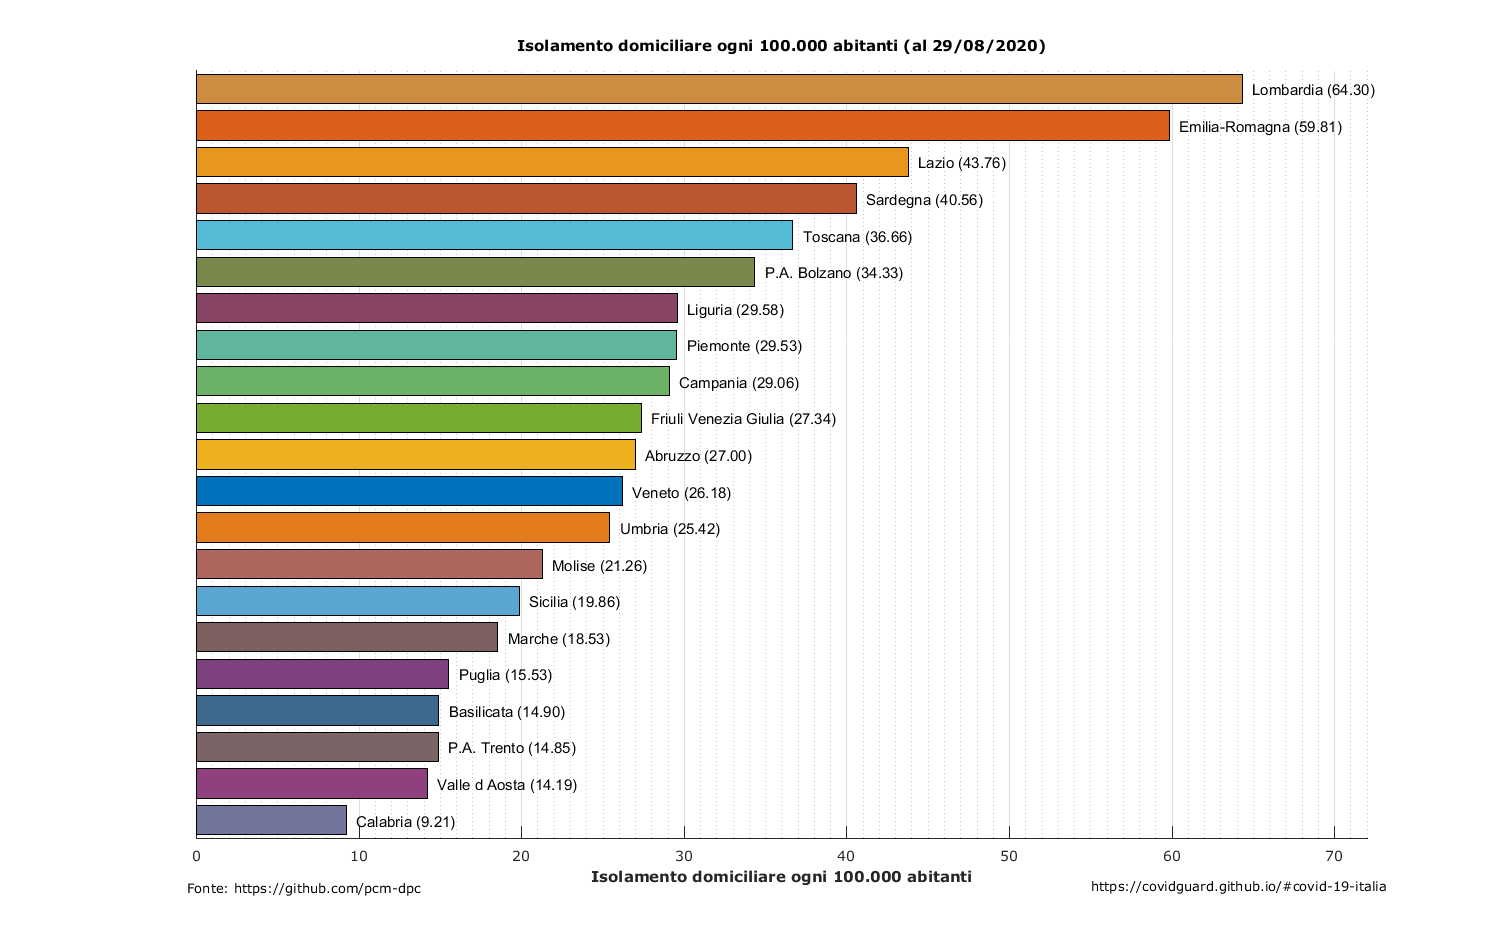 Isolamento domiciliare ogni 100.000 abitanti (al 29/08/2020)
Lombardia (64.30)
Emilia-Romagna (59.81)
Lazio (43.76)
Sardegna (40.56)
Toscana (36.66)
P.A. Bolzano (34.33)
Liguria (29.58)
Piemonte (29.53)
Campania (29.06)
Friuli Venezia Giulia (27.34)
Abruzzo (27.00)
Veneto (26.18)
Umbria (25.42)
Molise (21.26)
Sicilia (19.86)
Marche (18.53)
Puglia (15.53)
Basilicata (14.90)
P.A. Trento (14.85)
Valle d Aosta (14.19)
Calabria (9.21)
0 10 20 30 40 50 60 70
Isolamento domiciliare ogni 100.000 abitanti
Fonte: https://github.com/pcm-dpc
https://covidguard.github.io/#covid-19-italia